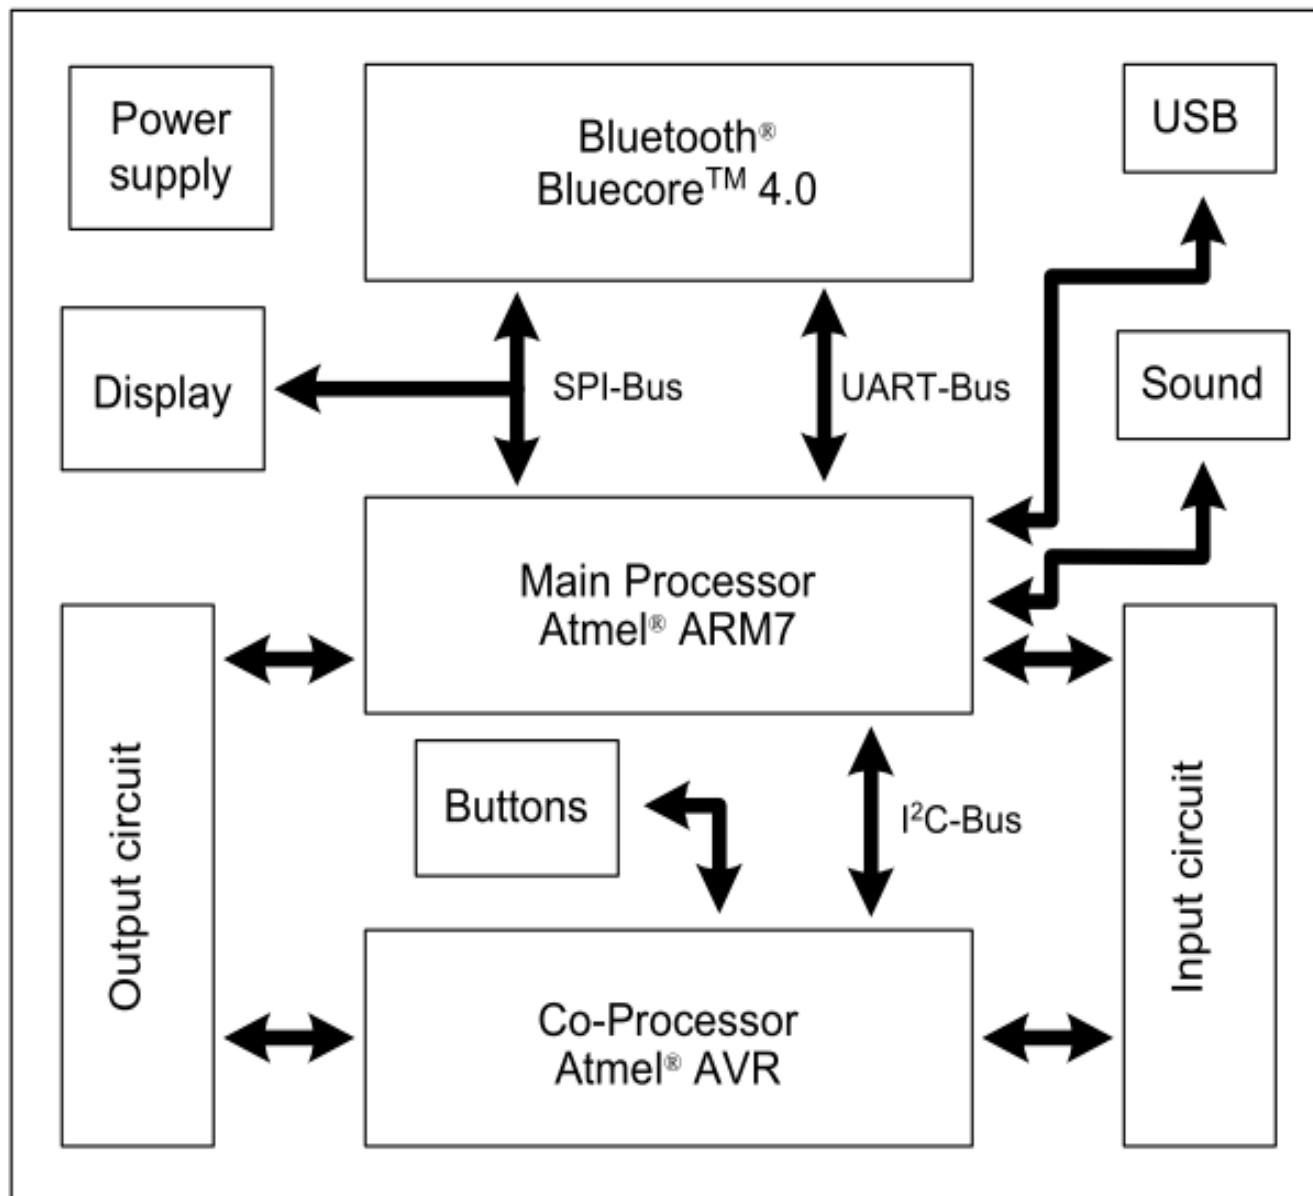 Power
supply
Bluetooth®
Bluecore™ 4.0
USB
Display
SPI-Bus
UART-Bus
Sound
Main Processor
Atmel® ARM7
Output circuit
Buttons
I²C-Bus
Input circuit
Co-Processor
Atmel® AVR